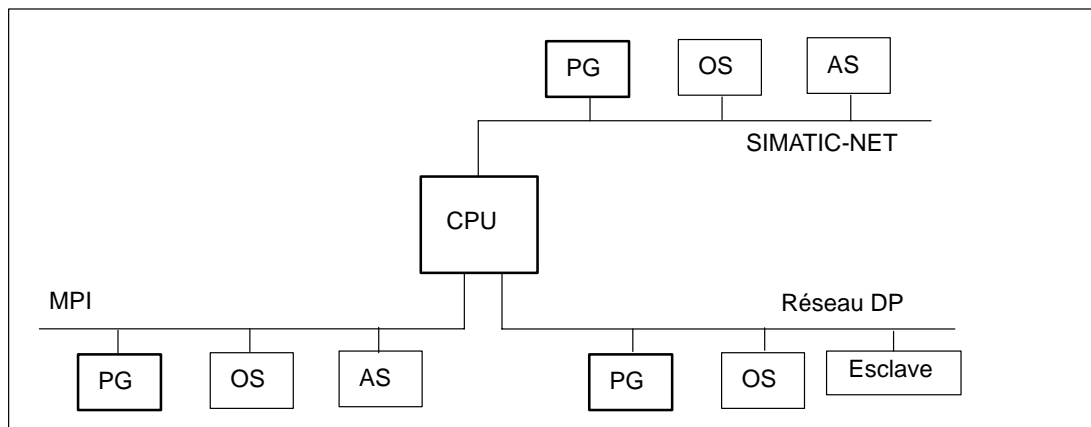 PG
OS
AS
SIMATIC-NET
CPU
MPI
Réseau DP
PG
OS
AS
PG
OS
Esclave